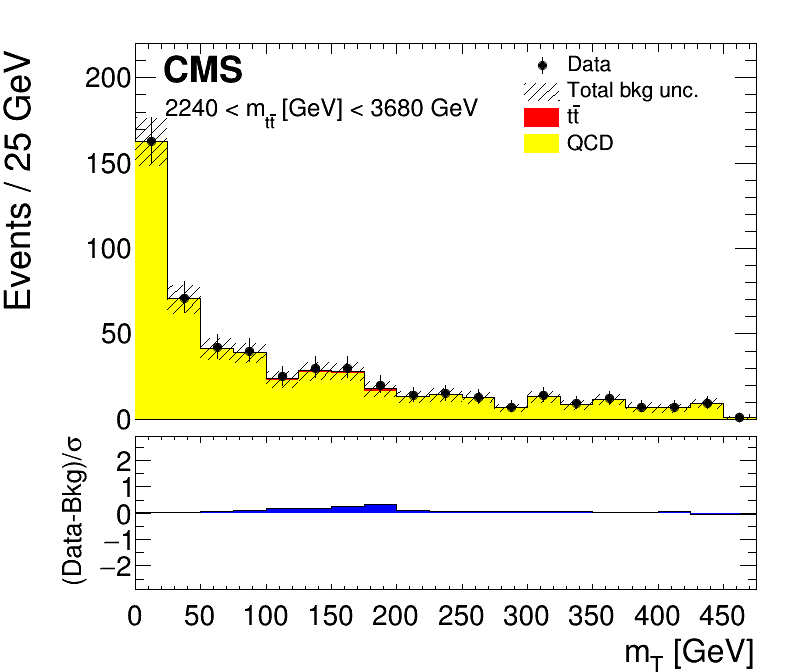 CMS
2240 < m_tt̄ [GeV] < 3680 GeV
Data
Total bkg unc.
tt̄
QCD
Events / 25 GeV
200
150
100
50
0
(Data-Bkg)/σ
2
1
0
−1
−2
0 50 100 150 200 250 300 350 400 450
m_T [GeV]